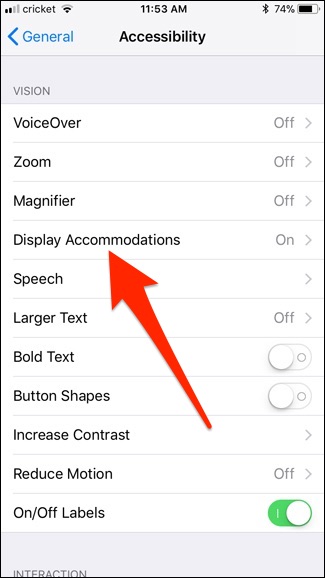 cricket 11:53 AM 74%
General Accessibility
VISION
VoiceOver Off
Zoom Off
Magnifier Off
Display Accommodations On
Speech
Larger Text Off
Bold Text
Button Shapes
Increase Contrast
Reduce Motion Off
On/Off Labels
INTERACTION